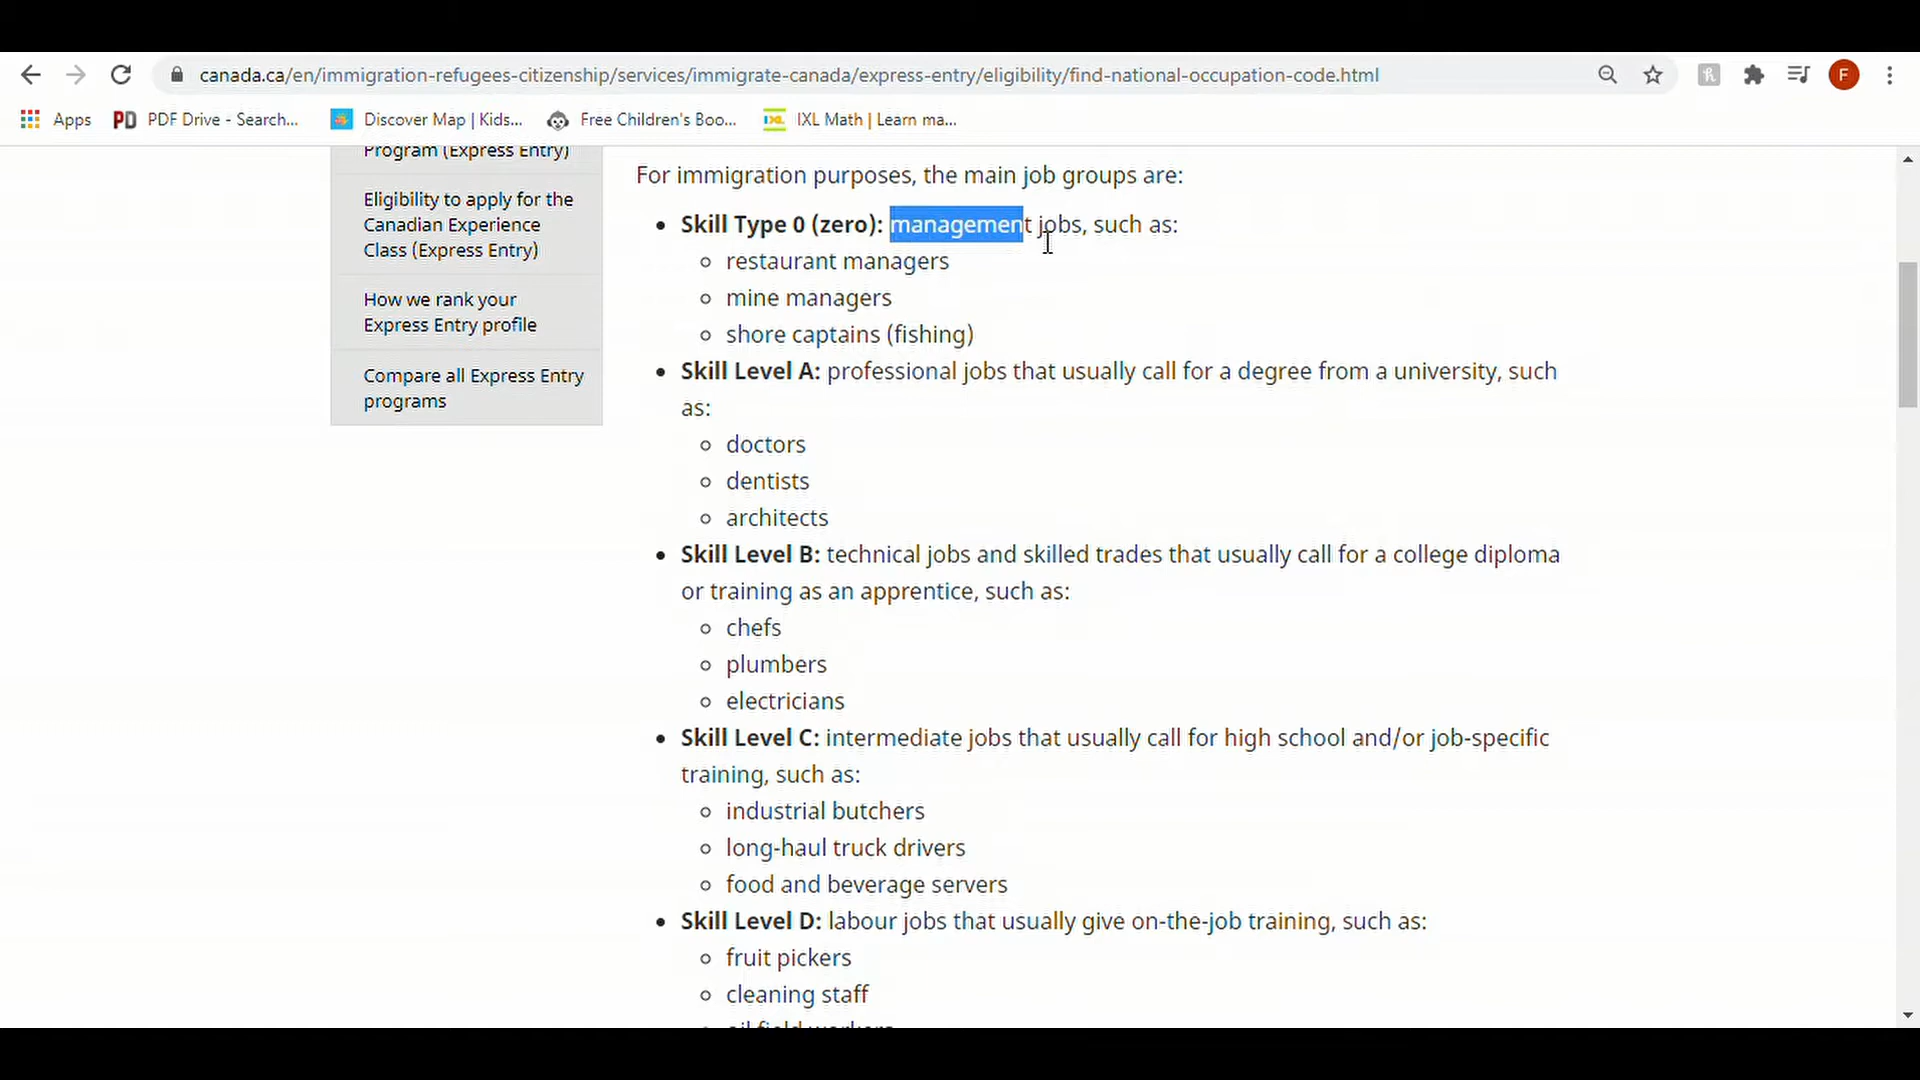 canada.ca/en/immigration-refugees-citizenship/services/immigrate-canada/express-entry/eligibility/find-national-occupation-code.html
F
Apps PDF Drive - Search... Discover Map | Kids... Free Children's Boo... IXL Math | Learn ma...
Program (Express Entry)
Eligibility to apply for the
Canadian Experience
Class (Express Entry)
How we rank your
Express Entry profile
Compare all Express Entry
programs
For immigration purposes, the main job groups are:
Skill Type 0 (zero): management jobs, such as:
restaurant managers
mine managers
shore captains (fishing)
Skill Level A: professional jobs that usually call for a degree from a university, such
as:
doctors
dentists
architects
Skill Level B: technical jobs and skilled trades that usually call for a college diploma
or training as an apprentice, such as:
chefs
plumbers
electricians
Skill Level C: intermediate jobs that usually call for high school and/or job-specific
training, such as:
industrial butchers
long-haul truck drivers
food and beverage servers
Skill Level D: labour jobs that usually give on-the-job training, such as:
fruit pickers
cleaning staff
oil field workers